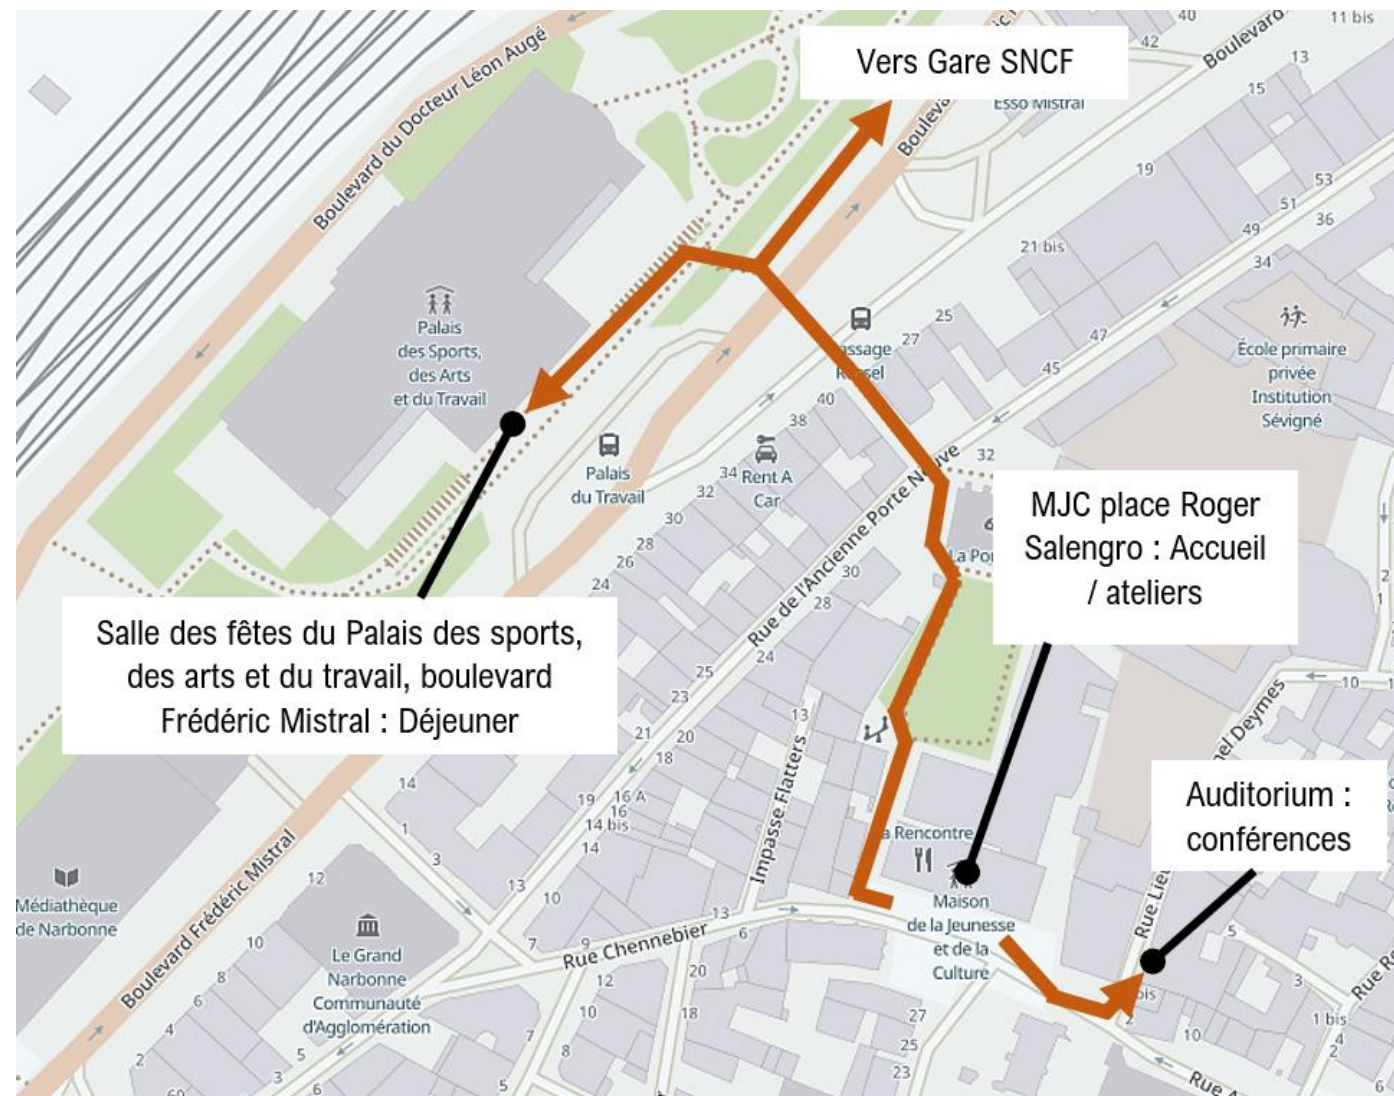 Vers Gare SNCF
MJC place Roger
Salengro : Accueil
/ ateliers
Salle des fêtes du Palais des sports,
des arts et du travail, boulevard
Frédéric Mistral : Déjeuner
Auditorium :
conférences
Boulevard du Docteur Léon Augé
40
11 bis
42
13
15
Esso Mistral
19
53
51
36
49
34
21 bis
Palais
des Sports,
des Arts
et du Travail
25
27
47
45
École primaire
privée
Institution
Sévigné
40
38
Palais
du Travail
34
Rent A
Car
32
32
30
28
26
24
30
28
Rue de l'Ancienne Porte Neuve
24
25
23
21
20
18
13
10
19
16 A
16
14 bis
14
14
1
3
12
13
10
Impasse Flatters
Médiathèque
de Narbonne
Boulevard Frédéric Mistral
Le Grand
Narbonne
Communauté
d'Agglomération
Rue Chennebier
13
7
9
6
12
20
10
18
Rencontre
Maison
de la Jeunesse
et de la
Culture
10
8
6
4
2
5
3
6
7
8
5
27
25
23
2
10
5
3
1 bis
4
2
6
2
1